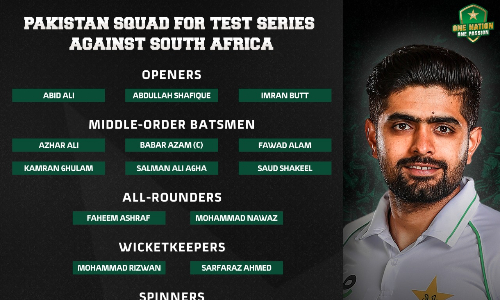 PAKISTAN SQUAD FOR TEST SERIES
AGAINST SOUTH AFRICA
ONE NATION
ONE PASSION
OPENERS
ABID ALI
ABDULLAH SHAFIQUE
IMRAN BUTT
MIDDLE-ORDER BATSMEN
AZHAR ALI
BABAR AZAM (C)
FAWAD ALAM
KAMRAN GHULAM
SALMAN ALI AGHA
SAUD SHAKEEL
ALL-ROUNDERS
FAHEEM ASHRAF
MOHAMMAD NAWAZ
WICKETKEEPERS
MOHAMMAD RIZWAN
SARFARAZ AHMED
SPINNERS